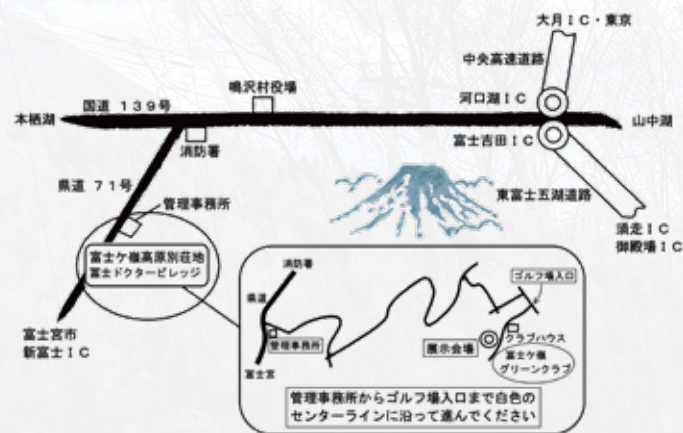 大月IC・東京
中央高速道路
鳴沢村役場
河口湖IC
国道 139号
本栖湖
山中湖
富士吉田IC
消防署
県道 71号
東富士五湖道路
管理事務所
須走IC
御殿場IC
富士ケ嶺高原別荘地
富士ドクタービレッジ
富士宮市
新富士IC
消防署
県道
管理事務所
富士宮
ゴルフ場入口
展示会場
クラブハウス
富士ケ嶺
グリーンクラブ
管理事務所からゴルフ場入口まで白色の
センターラインに沿って進んでください